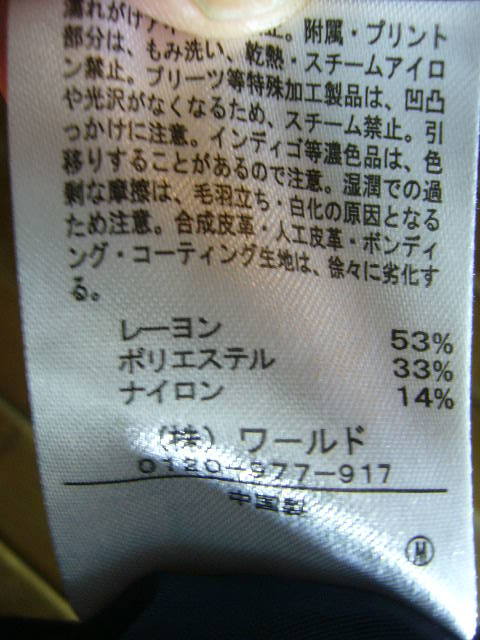 濡れがけア 止。附属・プリント
部分は、もみ洗い、乾熱・スチームアイロ
ン禁止。プリーツ等特殊加工製品は、凹凸
や光沢がなくなるため、スチーム禁止。引
っかけに注意。インディゴ等濃色品は、色
移りすることがあるので注意。湿潤での過
剰な摩擦は、毛羽立ち・白化の原因となる
ため注意。合成皮革・人工皮革・ボンディ
ング・コーティング生地は、徐々に劣化す
る。
レーヨン 53%
ポリエステル 33%
ナイロン 14%
(株) ワールド
0120-977-917
中国製
M